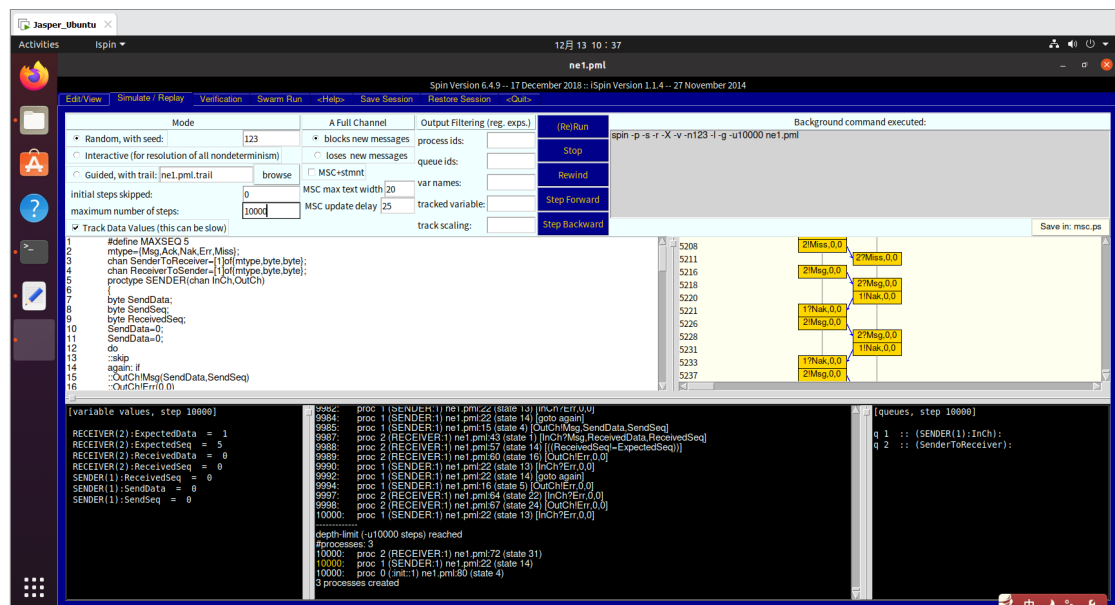 Jasper_Ubuntu
Activities
Ispin
12月 13 10：37
ne1.pml
Spin Version 6.4.9 -- 17 December 2018 :: iSpin Version 1.1.4 -- 27 November 2014
Edit/View Simulate / Replay Verification Swarm Run <Help> Save Session Restore Session <Quit>
Mode
Random, with seed: 123
Interactive (for resolution of all nondeterminism)
Guided, with trail: ne1.pml.trail browse
initial steps skipped: 0
maximum number of steps: 10000
Track Data Values (this can be slow)
A Full Channel
blocks new messages
loses new messages
MSC+stmnt
MSC max text width 20
MSC update delay 25
Output Filtering (reg. exps.)
process ids:
queue ids:
var names:
tracked variable:
track scaling:
(Re)Run
Stop
Rewind
Step Forward
Step Backward
Background command executed:
spin -p -s -r -X -v -n123 -l -g -u10000 ne1.pml
Save in: msc.ps
1 #define MAXSEQ 5
2 mtype={Msg,Ack,Nak,Err,Miss};
3 chan SenderToReceiver=[1]of{mtype,byte,byte};
4 chan ReceiverToSender=[1]of{mtype,byte,byte};
5 proctype SENDER(chan InCh,OutCh)
6 {
7 byte SendData;
8 byte SendSeq;
9 byte ReceivedSeq;
10 SendData=0;
11 SendData=0;
12 do
13 ::skip
14 again: if
15 ::OutCh!Msg(SendData,SendSeq)
16 ::OutCh!Err(0,0)
5208 2!Miss,0,0
5211 2?Miss,0,0
5216 2!Msg,0,0
5218 2?Msg,0,0
5220 1!Nak,0,0
5221 1?Nak,0,0
5226 2!Msg,0,0
5228 2?Msg,0,0
5231 1!Nak,0,0
5233 1?Nak,0,0
5237 2!Msg,0,0
[variable values, step 10000]
RECEIVER(2):ExpectedData = 1
RECEIVER(2):ExpectedSeq = 5
RECEIVER(2):ReceivedData = 0
RECEIVER(2):ReceivedSeq = 0
SENDER(1):ReceivedSeq = 0
SENDER(1):SendData = 0
SENDER(1):SendSeq = 0
9982: proc 1 (SENDER:1) ne1.pml:22 (state 13) [InCh?Err,0,0]
9984: proc 1 (SENDER:1) ne1.pml:22 (state 14) [goto again]
9985: proc 1 (SENDER:1) ne1.pml:15 (state 4) [OutCh!Msg,SendData,SendSeq]
9987: proc 2 (RECEIVER:1) ne1.pml:43 (state 1) [InCh?Msg,ReceivedData,ReceivedSeq]
9988: proc 2 (RECEIVER:1) ne1.pml:57 (state 14) [((ReceivedSeq!=ExpectedSeq))]
9989: proc 2 (RECEIVER:1) ne1.pml:60 (state 16) [OutCh!Err,0,0]
9990: proc 1 (SENDER:1) ne1.pml:22 (state 13) [InCh?Err,0,0]
9992: proc 1 (SENDER:1) ne1.pml:22 (state 14) [goto again]
9994: proc 1 (SENDER:1) ne1.pml:16 (state 5) [OutCh!Err,0,0]
9997: proc 2 (RECEIVER:1) ne1.pml:64 (state 22) [InCh?Err,0,0]
9998: proc 2 (RECEIVER:1) ne1.pml:67 (state 24) [OutCh!Err,0,0]
10000: proc 1 (SENDER:1) ne1.pml:22 (state 13) [InCh?Err,0,0]
-------------
depth-limit (-u10000 steps) reached
#processes: 3
10000: proc 2 (RECEIVER:1) ne1.pml:72 (state 31)
10000: proc 1 (SENDER:1) ne1.pml:22 (state 14)
10000: proc 0 (:init::1) ne1.pml:80 (state 4)
3 processes created
[queues, step 10000]
q 1 :: (SENDER(1):InCh):
q 2 :: (SenderToReceiver):
中